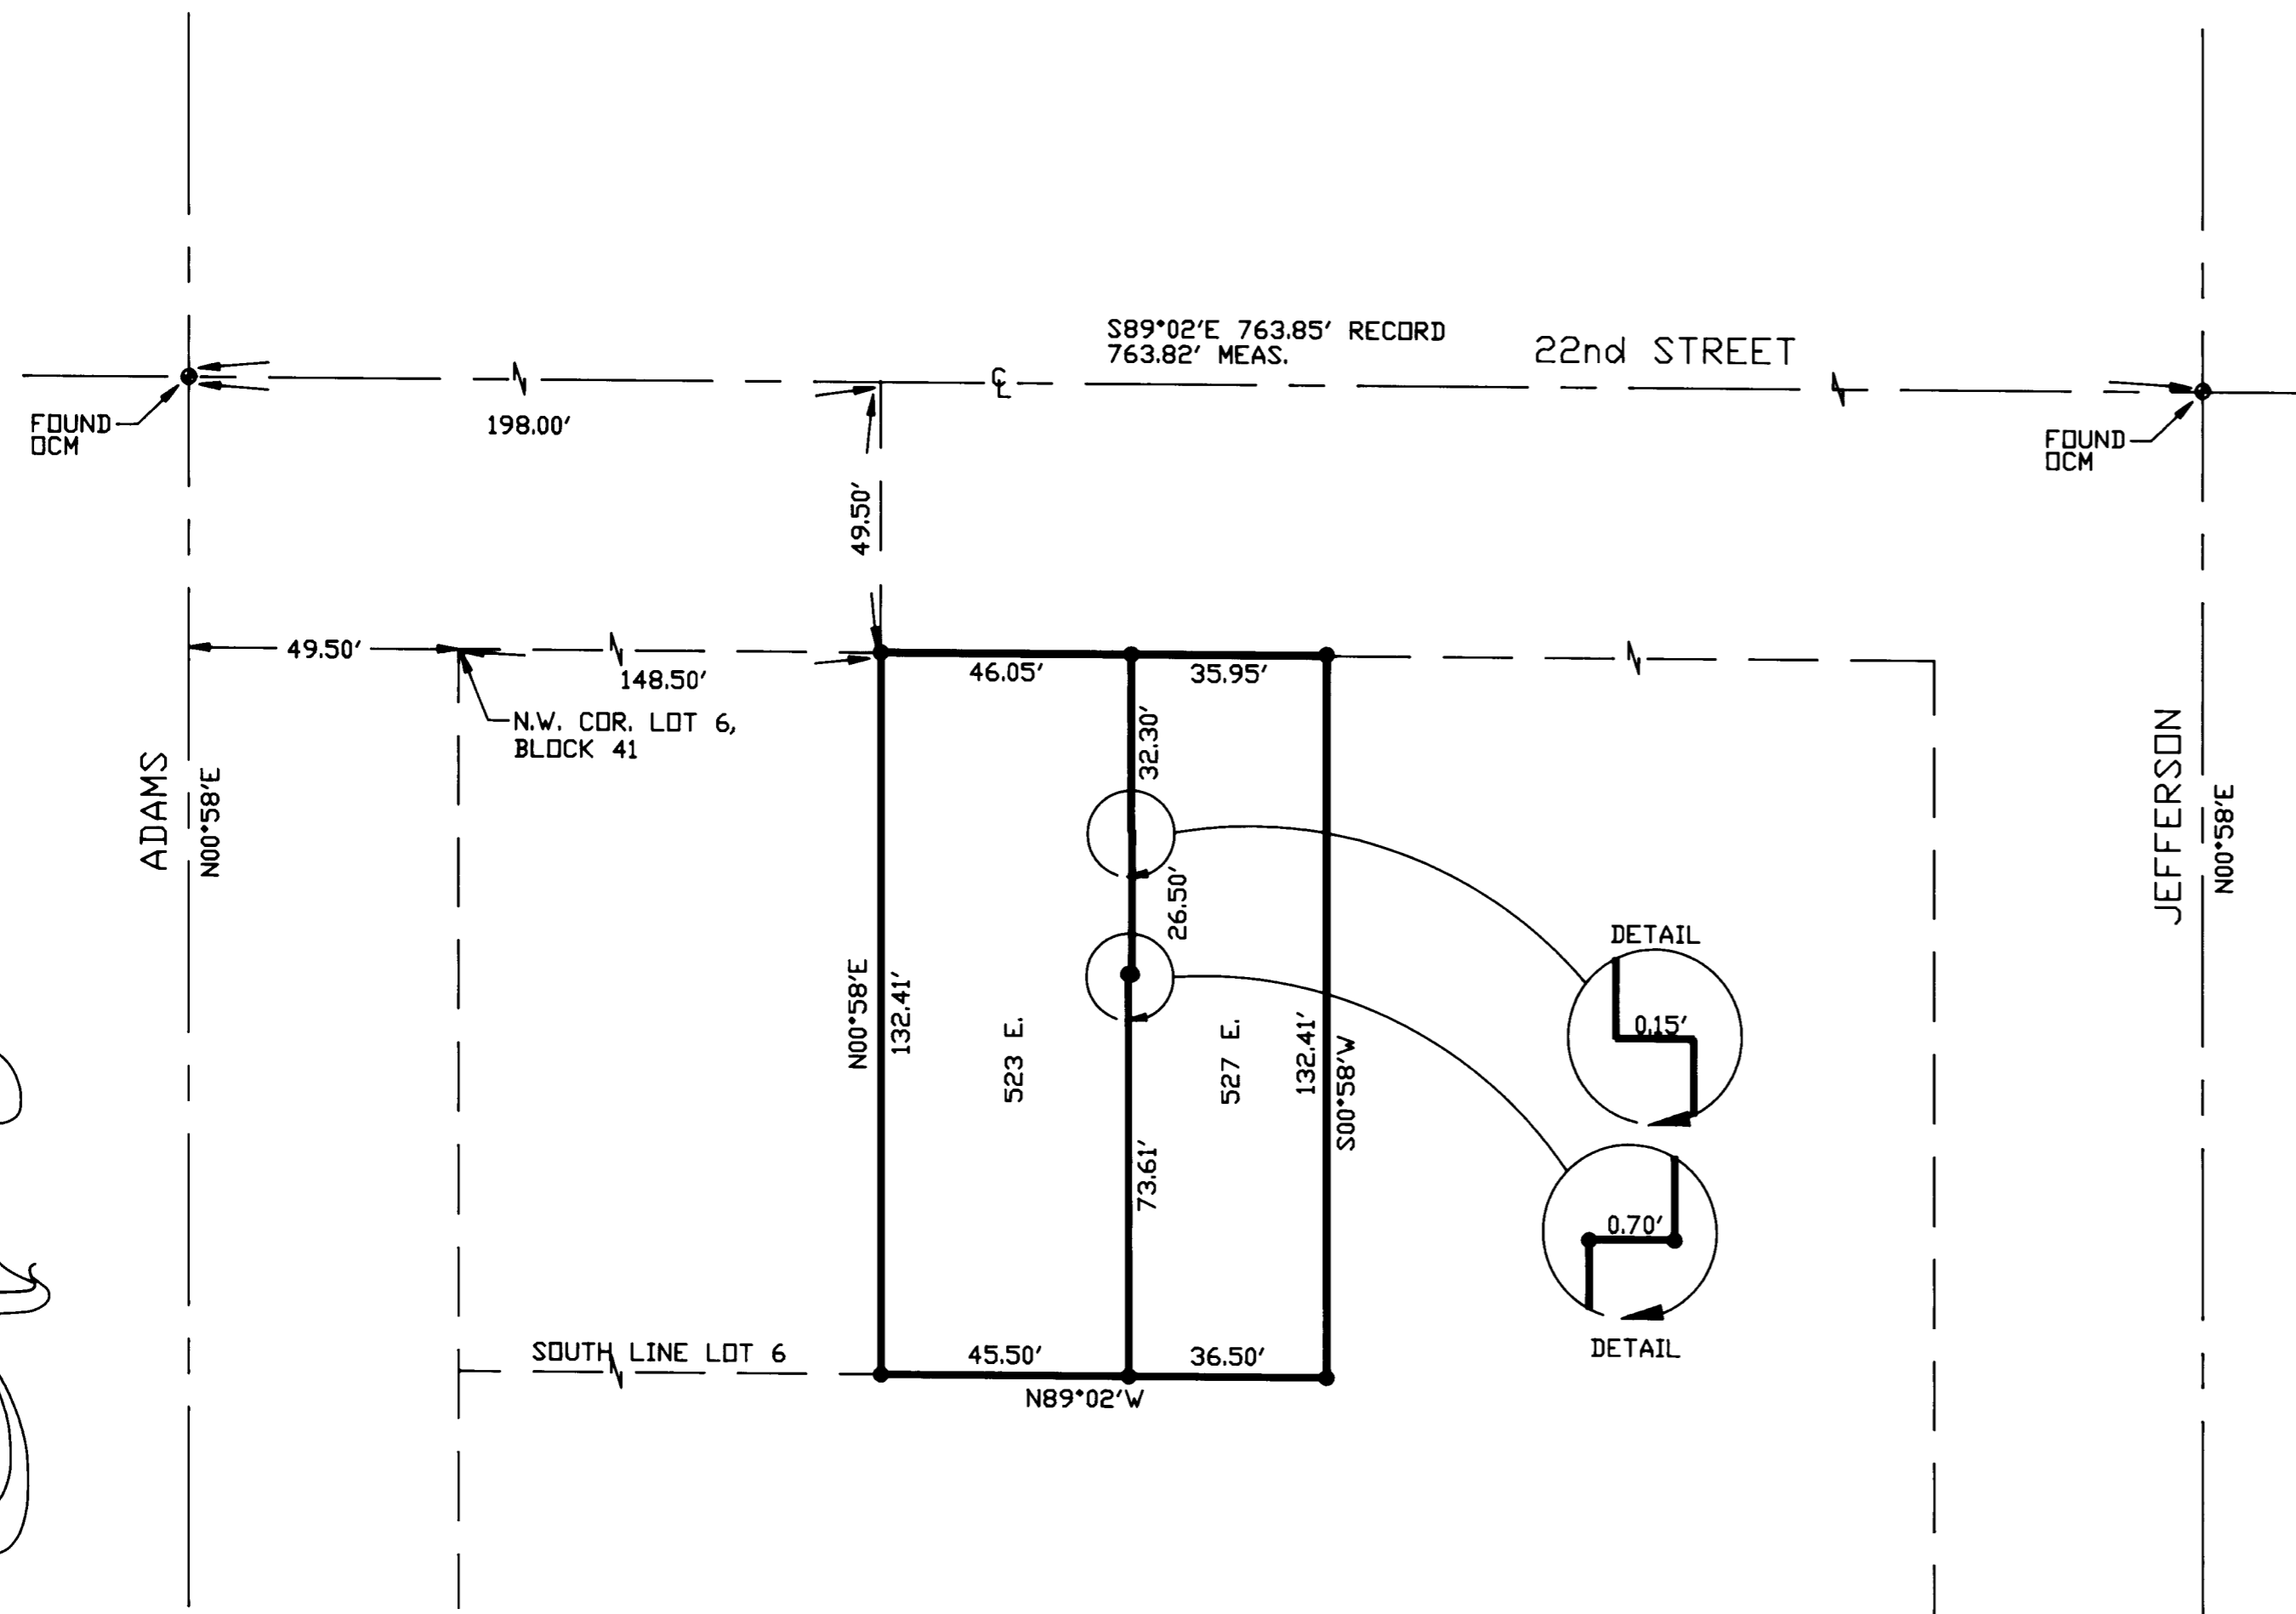 S89°02'E 763.85' RECORD
763.82' MEAS.
22nd STREET
℄
FOUND
OCM
198.00'
FOUND
OCM
49.50'
49.50'
148.50'
46.05'
35.95'
N.W. COR. LOT 6,
BLOCK 41
32.30'
ADAMS
N00°58'E
JEFFERSON
N00°58'E
26.50'
DETAIL
0.15'
N00°58'E
132.41'
523 E.
527 E.
132.41'
S00°58'W
73.61'
0.70'
DETAIL
SOUTH LINE LOT 6
45.50'
36.50'
N89°02'W